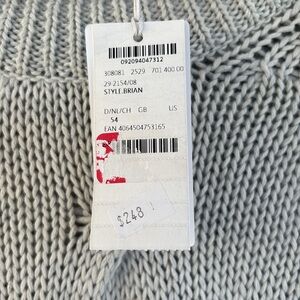 092094047312
308081 2529 701 400.00
29 2154/08
STYLE.BRIAN
D/NL/CH GB US
54
EAN 4064504753165
$248